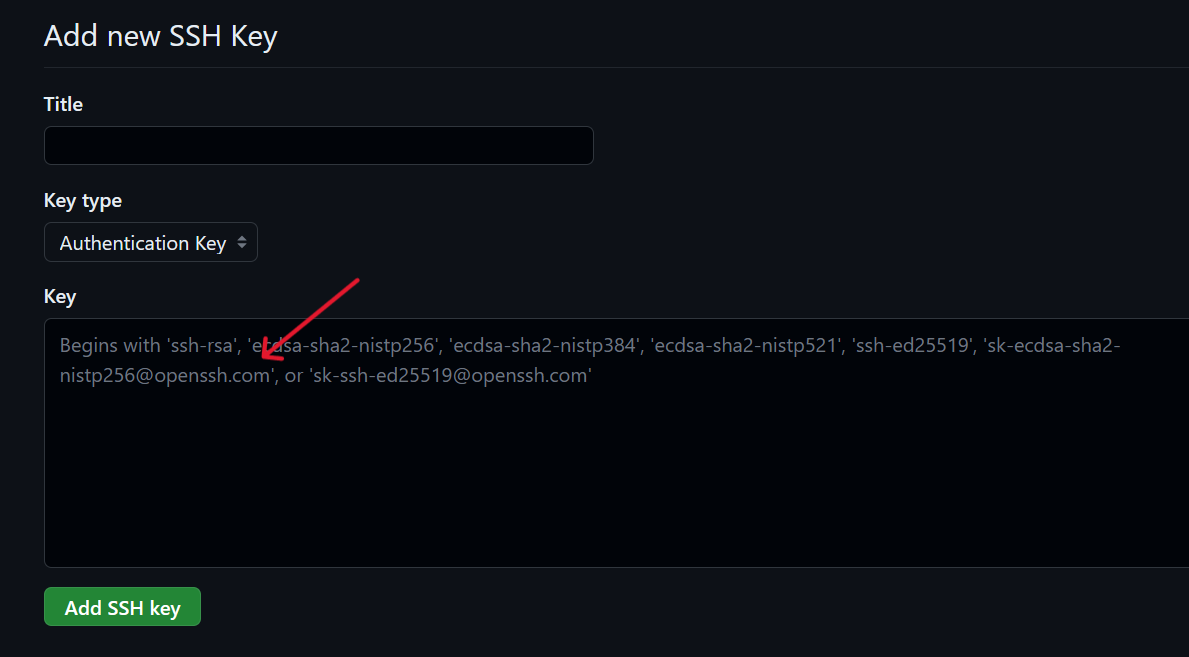 Add new SSH Key
Title
Key type
Authentication Key
Key
Begins with 'ssh-rsa', 'ecdsa-sha2-nistp256', 'ecdsa-sha2-nistp384', 'ecdsa-sha2-nistp521', 'ssh-ed25519', 'sk-ecdsa-sha2-
nistp256@openssh.com', or 'sk-ssh-ed25519@openssh.com'
Add SSH key